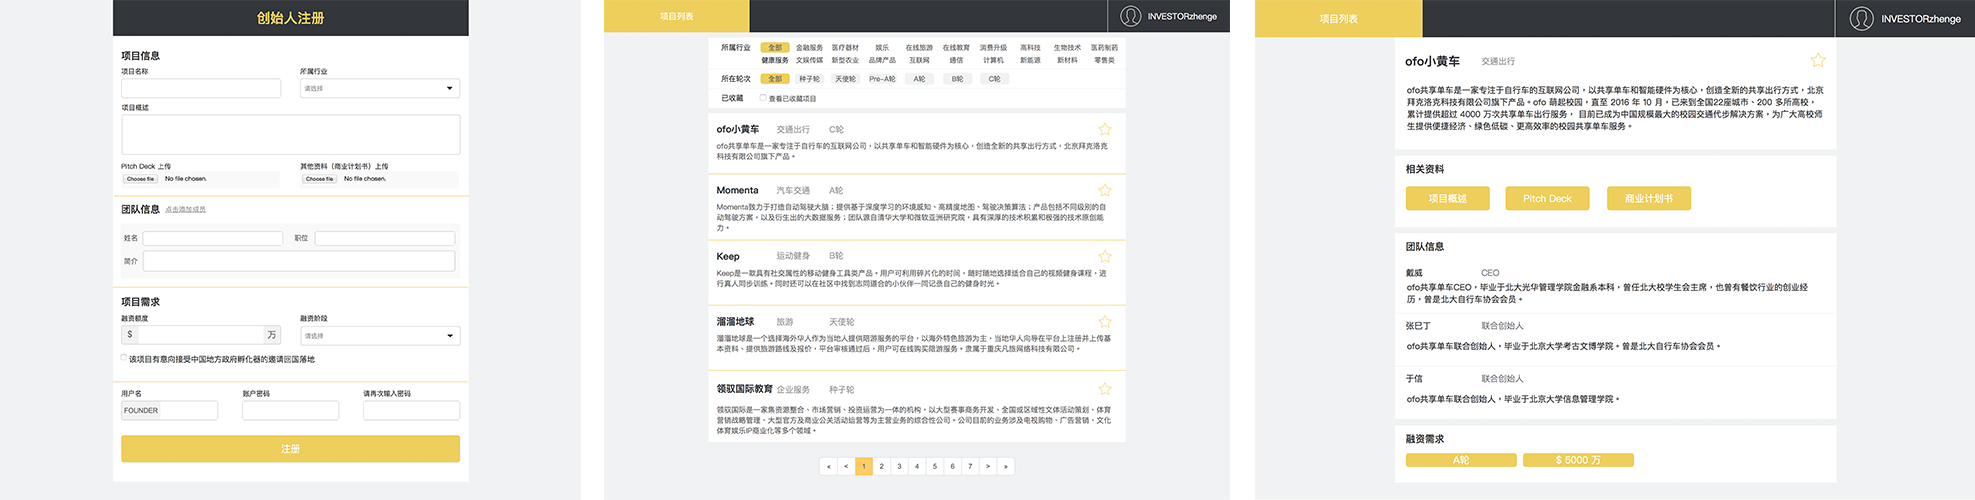 创始人注册
项目信息
项目名称 所属行业
请选择
项目概述
Pitch Deck 上传 其他资料（商业计划书）上传
Choose file No file chosen. Choose file No file chosen.
团队信息 点击添加成员
姓名 职位
简介
项目需求
融资额度 融资阶段
$ 万 请选择
该项目有意向接受中国地方政府孵化器的邀请回国落地
用户名 账户密码 请再次输入密码
FOUNDER
注册
项目列表 INVESTORzhenge
所属行业 全部 金融服务 医疗器材 娱乐 在线旅游 在线教育 消费升级 高科技 生物技术 医药制药
健康服务 文娱传媒 新型农业 品牌产品 互联网 通信 计算机 新能源 新材料 零售类
所在轮次 全部 种子轮 天使轮 Pre-A轮 A轮 B轮 C轮
已收藏 查看已收藏项目
ofo小黄车 交通出行 C轮
ofo共享单车是一家专注于自行车的互联网公司，以共享单车和智能硬件为核心，创造全新的共享出行方式，北京拜克洛克
科技有限公司旗下产品。
Momenta 汽车交通 A轮
Momenta致力于打造自动驾驶大脑；提供基于深度学习的环境感知、高精度地图、驾驶决策算法；产品包括不同级别的自
动驾驶方案，以及衍生出的大数据服务；团队源自清华大学和微软亚洲研究院，具有深厚的技术积累和极强的技术原创能
力。
Keep 运动健身 B轮
Keep是一款具有社交属性的移动健身工具类产品。用户可利用碎片化的时间，随时随地选择适合自己的视频健身课程，进
行真人同步训练。同时还可以在社区中找到志同道合的小伙伴一同记录自己的健身时光。
溜溜地球 旅游 天使轮
溜溜地球是一个选择海外华人作为当地人提供陪游服务的平台，以海外特色旅游为主，当地华人向导在平台上注册并上传基
本资料、提供旅游路线及报价，平台审核通过后，用户可在线购买陪游服务。隶属于重庆凡旅网络科技有限公司。
领驭国际教育 企业服务 种子轮
领驭国际是一家集资源整合、市场营销、投资运营为一体的机构，以大型赛事商务开发、全国或区域性文体活动策划、体育
营销战略管理、大型官方及商业公关活动运营等为主营业务的综合性公司。公司目前的业务涉及电视购物、广告营销、文化
体育娱乐IP商业化等多个领域。
« < 1 2 3 4 5 6 7 > »
项目列表 INVESTORzhenge
ofo小黄车 交通出行
ofo共享单车是一家专注于自行车的互联网公司，以共享单车和智能硬件为核心，创造全新的共享出行方式，北京
拜克洛克科技有限公司旗下产品。ofo 萌起校园，直至 2016 年 10 月，已来到全国22座城市、200 多所高校，
累计提供超过 4000 万次共享单车出行服务， 目前已成为中国规模最大的校园交通代步解决方案，为广大高校师
生提供便捷经济、绿色低碳、更高效率的校园共享单车服务。
相关资料
项目概述 Pitch Deck 商业计划书
团队信息
戴威 CEO
ofo共享单车CEO，毕业于北大光华管理学院金融系本科，曾任北大校学生会主席，也曾有餐饮行业的创业经
历，曾是北大自行车协会会员。
张巳丁 联合创始人
ofo共享单车联合创始人，毕业于北京大学考古文博学院。曾是北大自行车协会会员。
于信 联合创始人
ofo共享单车联合创始人，毕业于北京大学信息管理学院。
融资需求
A轮 $ 5000 万